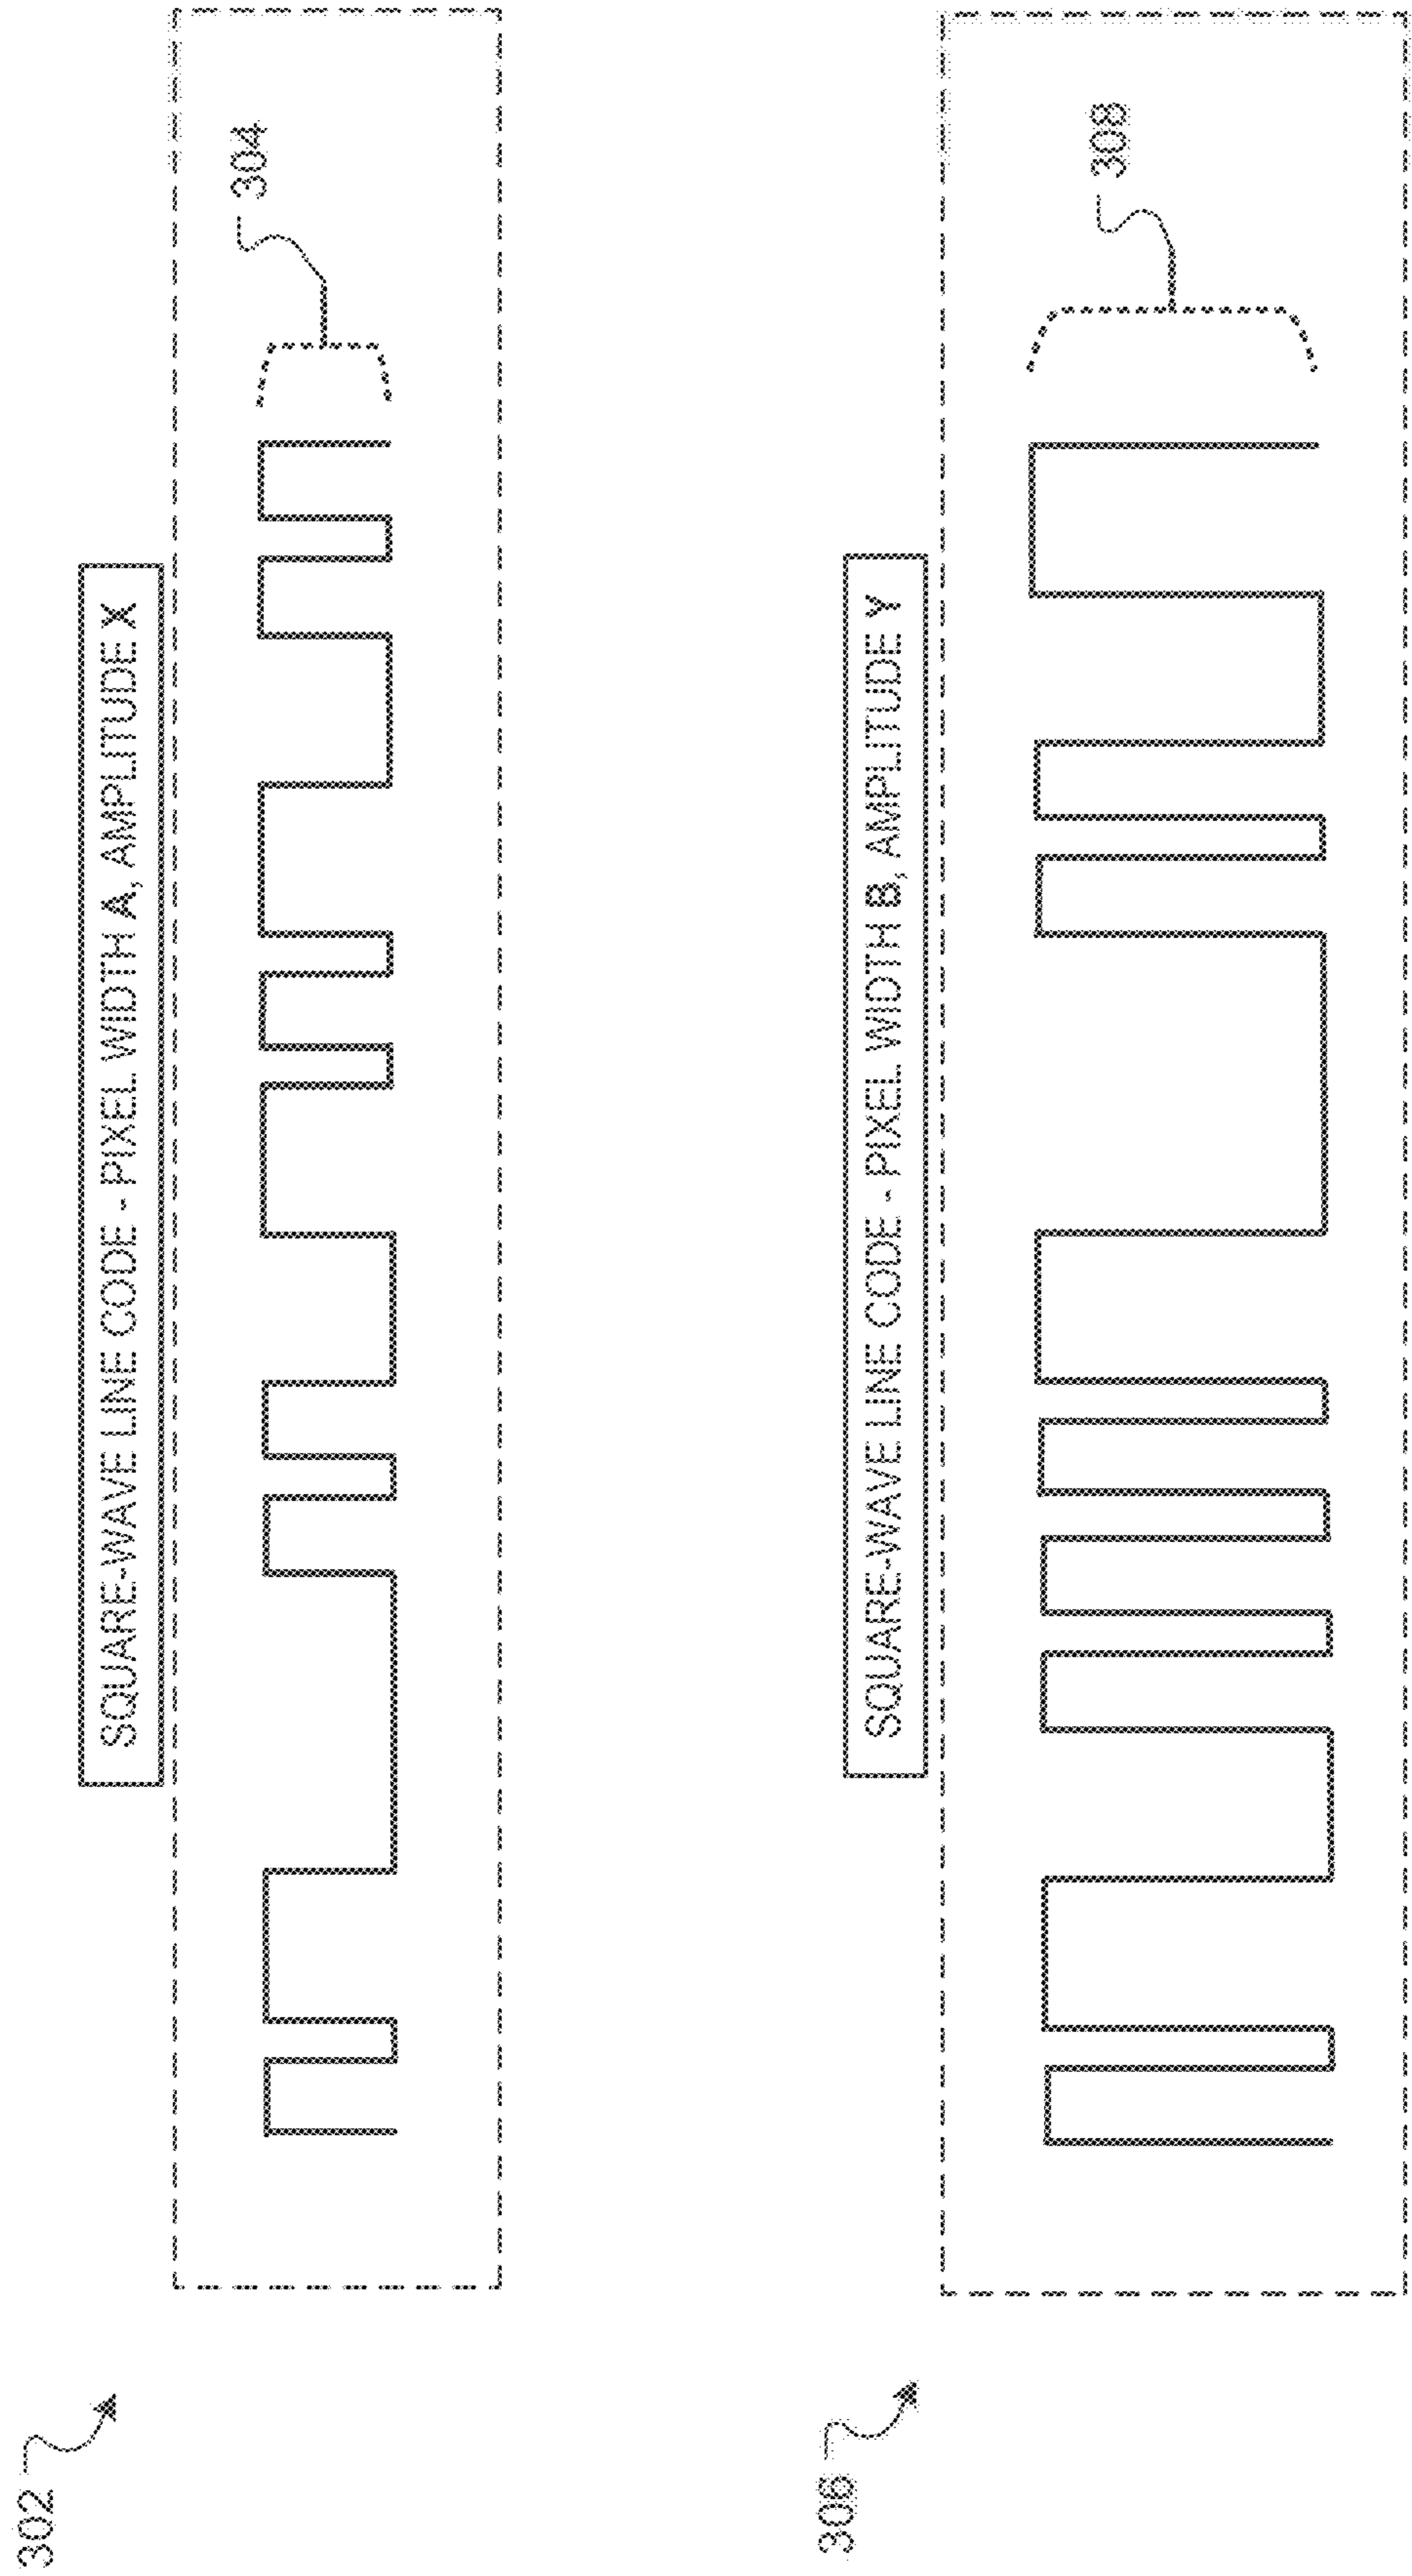 302
SQUARE-WAVE LINE CODE - PIXEL WIDTH A, AMPLITUDE X
304
306
SQUARE-WAVE LINE CODE - PIXEL WIDTH B, AMPLITUDE Y
308